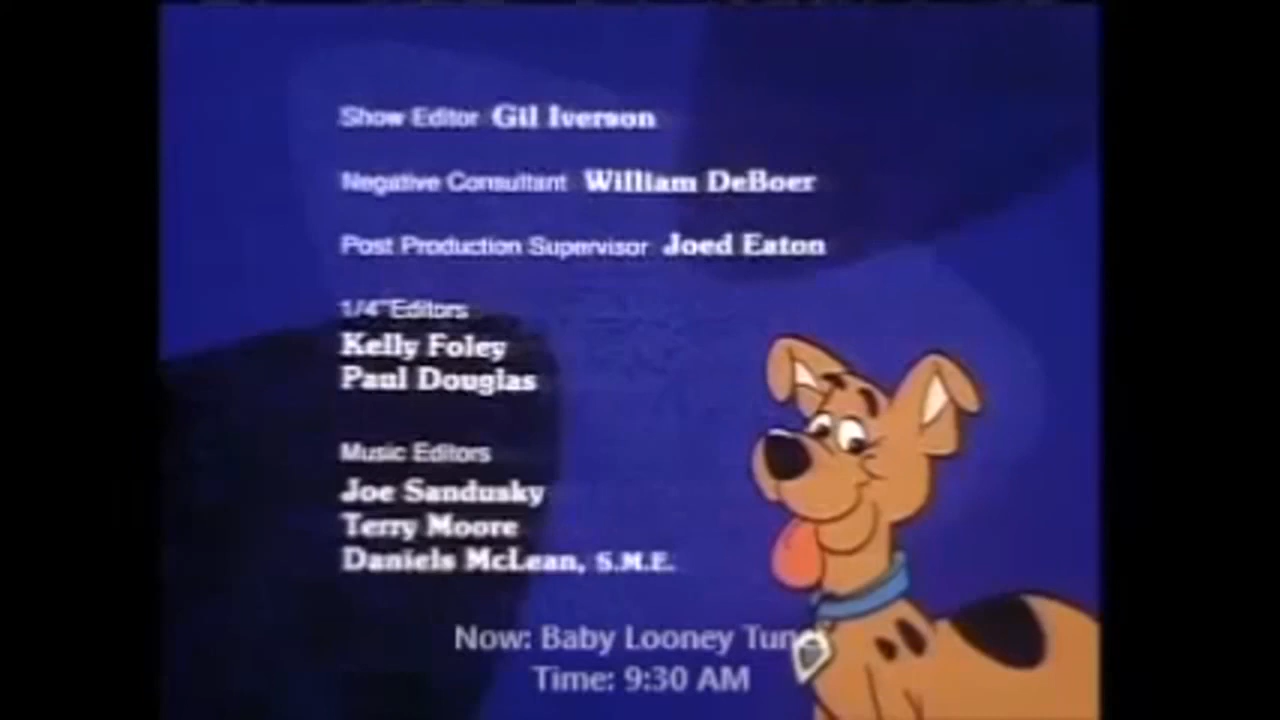 Show Editor Gil Iverson
Negative Consultant William DeBoer
Post Production Supervisor Joed Eaton
1/4" Editors
Kelly Foley
Paul Douglas
Music Editors
Joe Sandusky
Terry Moore
Daniels McLean, S.M.E.
Now: Baby Looney Tunes
Time: 9:30 AM